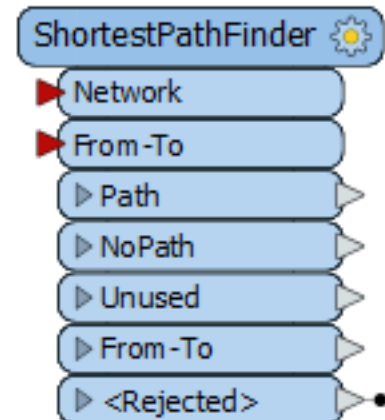 ShortestPathFinder
Network
From-To
Path
NoPath
Unused
From-To
<Rejected>